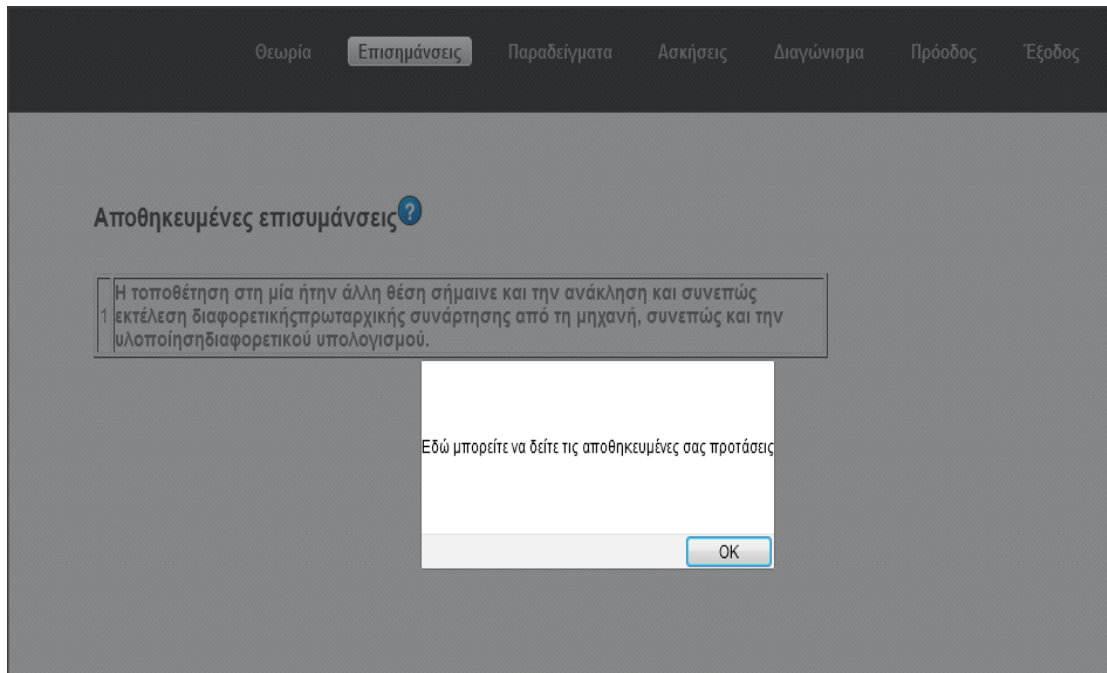 Θεωρία Επισημάνσεις Παραδείγματα Ασκήσεις Διαγώνισμα Πρόοδος Έξοδος
Αποθηκευμένες επισυμάνσεις ?
Η τοποθέτηση στη μία ήτην άλλη θέση σήμαινε και την ανάκληση και συνεπώς
1 εκτέλεση διαφορετικήςπρωταρχικής συνάρτησης από τη μηχανή, συνεπώς και την
υλοποίησηδιαφορετικού υπολογισμού.
Εδώ μπορείτε να δείτε τις αποθηκευμένες σας προτάσεις
OK